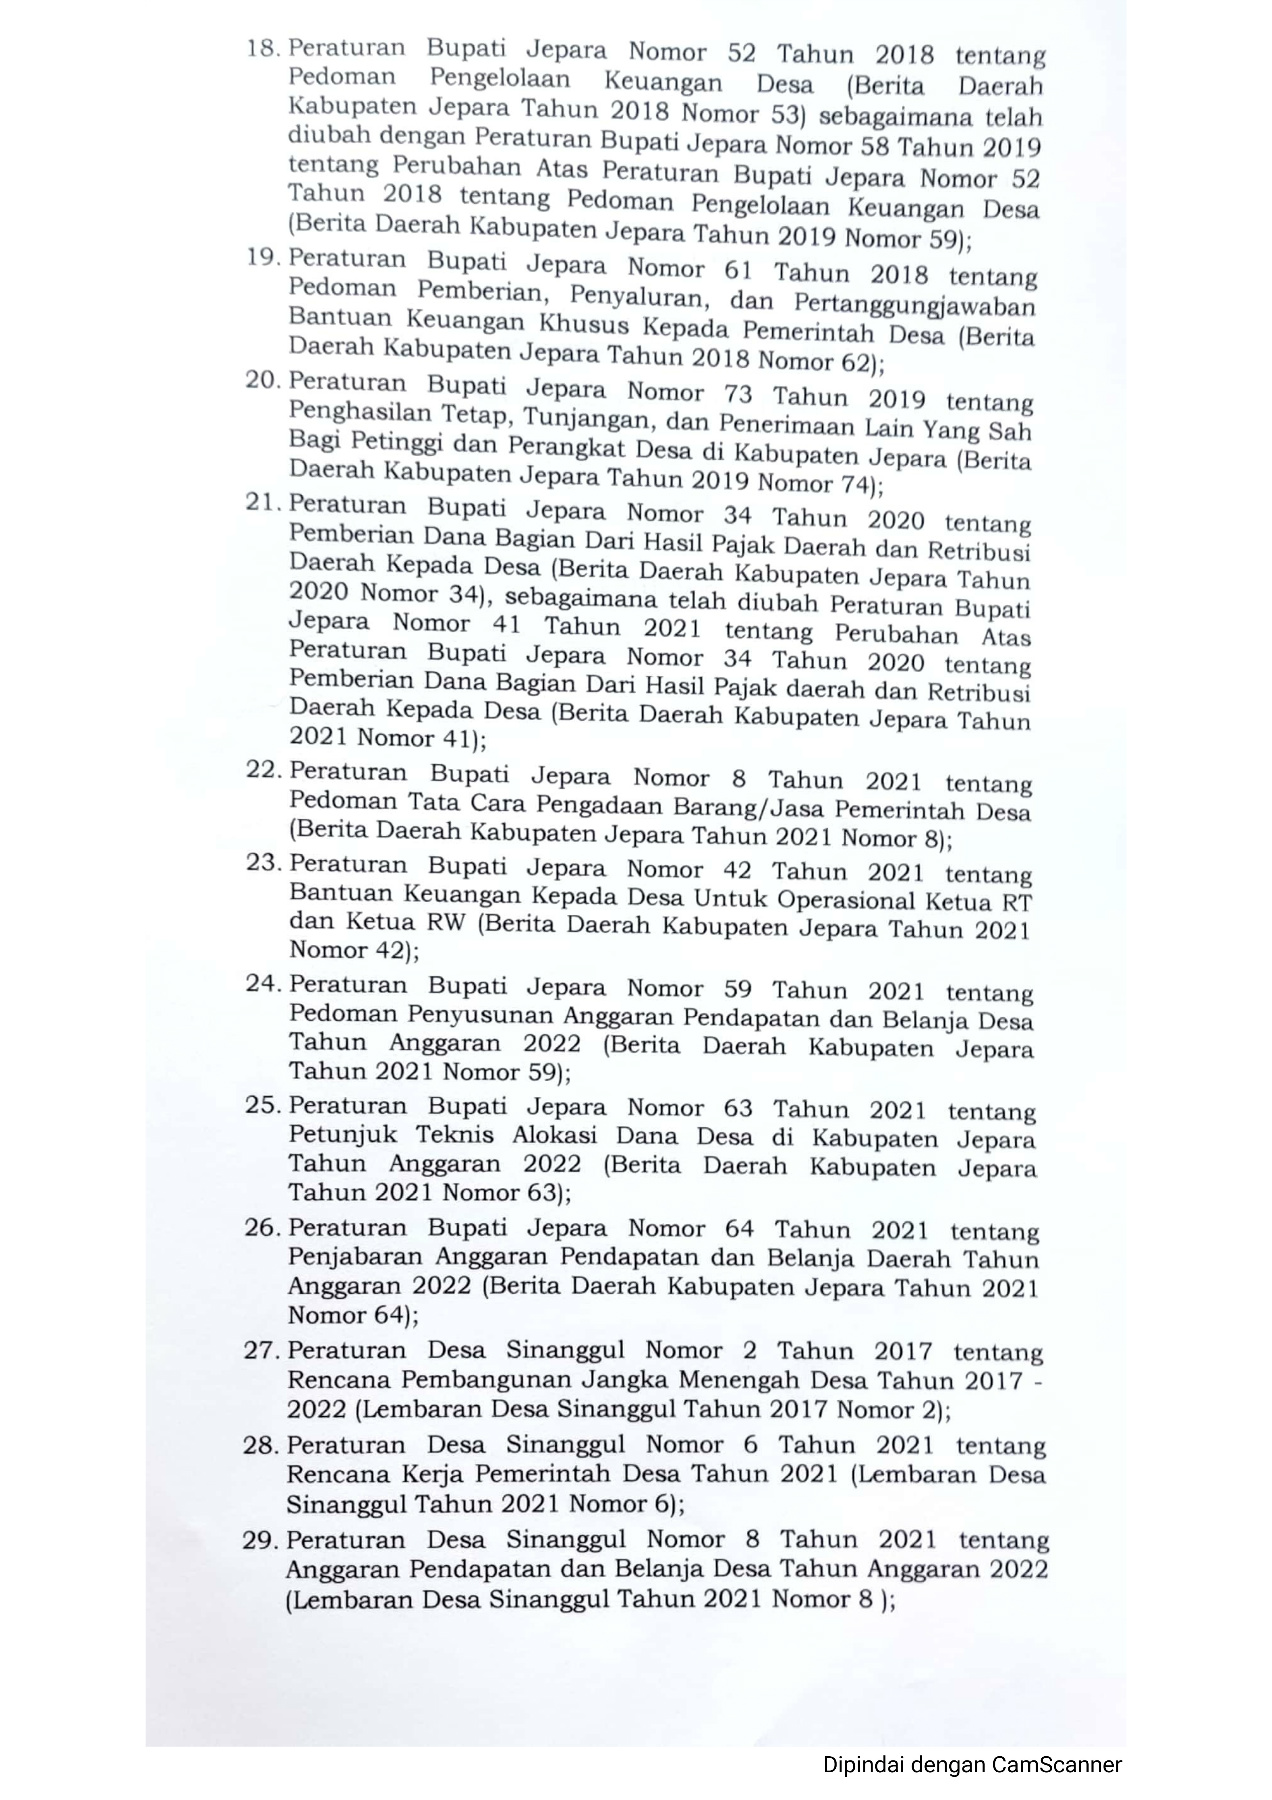 18. Peraturan Bupati Jepara Nomor 52 Tahun 2018 tentang
Pedoman Pengelolaan Keuangan Desa (Berita Daerah
Kabupaten Jepara Tahun 2018 Nomor 53) sebagaimana telah
diubah dengan Peraturan Bupati Jepara Nomor 58 Tahun 2019
tentang Perubahan Atas Peraturan Bupati Jepara Nomor 52
Tahun 2018 tentang Pedoman Pengelolaan Keuangan Desa
(Berita Daerah Kabupaten Jepara Tahun 2019 Nomor 59);
19. Peraturan Bupati Jepara Nomor 61 Tahun 2018 tentang
Pedoman Pemberian, Penyaluran, dan Pertanggungjawaban
Bantuan Keuangan Khusus Kepada Pemerintah Desa (Berita
Daerah Kabupaten Jepara Tahun 2018 Nomor 62);
20. Peraturan Bupati Jepara Nomor 73 Tahun 2019 tentang
Penghasilan Tetap, Tunjangan, dan Penerimaan Lain Yang Sah
Bagi Petinggi dan Perangkat Desa di Kabupaten Jepara (Berita
Daerah Kabupaten Jepara Tahun 2019 Nomor 74);
21. Peraturan Bupati Jepara Nomor 34 Tahun 2020 tentang
Pemberian Dana Bagian Dari Hasil Pajak Daerah dan Retribusi
Daerah Kepada Desa (Berita Daerah Kabupaten Jepara Tahun
2020 Nomor 34), sebagaimana telah diubah Peraturan Bupati
Jepara Nomor 41 Tahun 2021 tentang Perubahan Atas
Peraturan Bupati Jepara Nomor 34 Tahun 2020 tentang
Pemberian Dana Bagian Dari Hasil Pajak daerah dan Retribusi
Daerah Kepada Desa (Berita Daerah Kabupaten Jepara Tahun
2021 Nomor 41);
22. Peraturan Bupati Jepara Nomor 8 Tahun 2021 tentang
Pedoman Tata Cara Pengadaan Barang/Jasa Pemerintah Desa
(Berita Daerah Kabupaten Jepara Tahun 2021 Nomor 8);
23. Peraturan Bupati Jepara Nomor 42 Tahun 2021 tentang
Bantuan Keuangan Kepada Desa Untuk Operasional Ketua RT
dan Ketua RW (Berita Daerah Kabupaten Jepara Tahun 2021
Nomor 42);
24. Peraturan Bupati Jepara Nomor 59 Tahun 2021 tentang
Pedoman Penyusunan Anggaran Pendapatan dan Belanja Desa
Tahun Anggaran 2022 (Berita Daerah Kabupaten Jepara
Tahun 2021 Nomor 59);
25. Peraturan Bupati Jepara Nomor 63 Tahun 2021 tentang
Petunjuk Teknis Alokasi Dana Desa di Kabupaten Jepara
Tahun Anggaran 2022 (Berita Daerah Kabupaten Jepara
Tahun 2021 Nomor 63);
26. Peraturan Bupati Jepara Nomor 64 Tahun 2021 tentang
Penjabaran Anggaran Pendapatan dan Belanja Daerah Tahun
Anggaran 2022 (Berita Daerah Kabupaten Jepara Tahun 2021
Nomor 64);
27. Peraturan Desa Sinanggul Nomor 2 Tahun 2017 tentang
Rencana Pembangunan Jangka Menengah Desa Tahun 2017 -
2022 (Lembaran Desa Sinanggul Tahun 2017 Nomor 2);
28. Peraturan Desa Sinanggul Nomor 6 Tahun 2021 tentang
Rencana Kerja Pemerintah Desa Tahun 2021 (Lembaran Desa
Sinanggul Tahun 2021 Nomor 6);
29. Peraturan Desa Sinanggul Nomor 8 Tahun 2021 tentang
Anggaran Pendapatan dan Belanja Desa Tahun Anggaran 2022
(Lembaran Desa Sinanggul Tahun 2021 Nomor 8 );
Dipindai dengan CamScanner